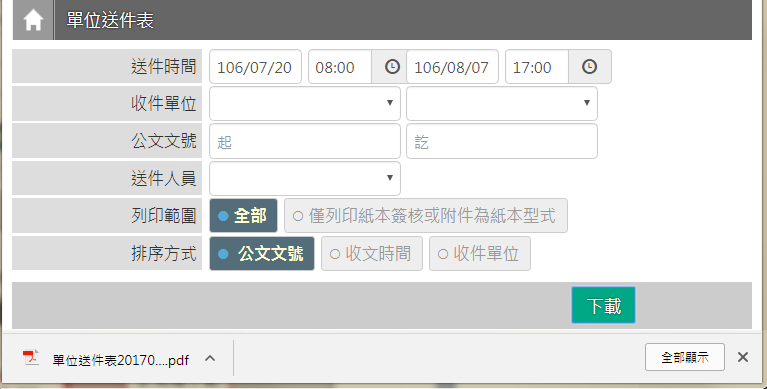 單位送件表
送件時間 106/07/20 08:00 106/08/07 17:00
收件單位
公文文號 起 訖
送件人員
列印範圍 全部 僅列印紙本簽核或附件為紙本型式
排序方式 公文文號 收文時間 收件單位
下載
單位送件表20170....pdf 全部顯示